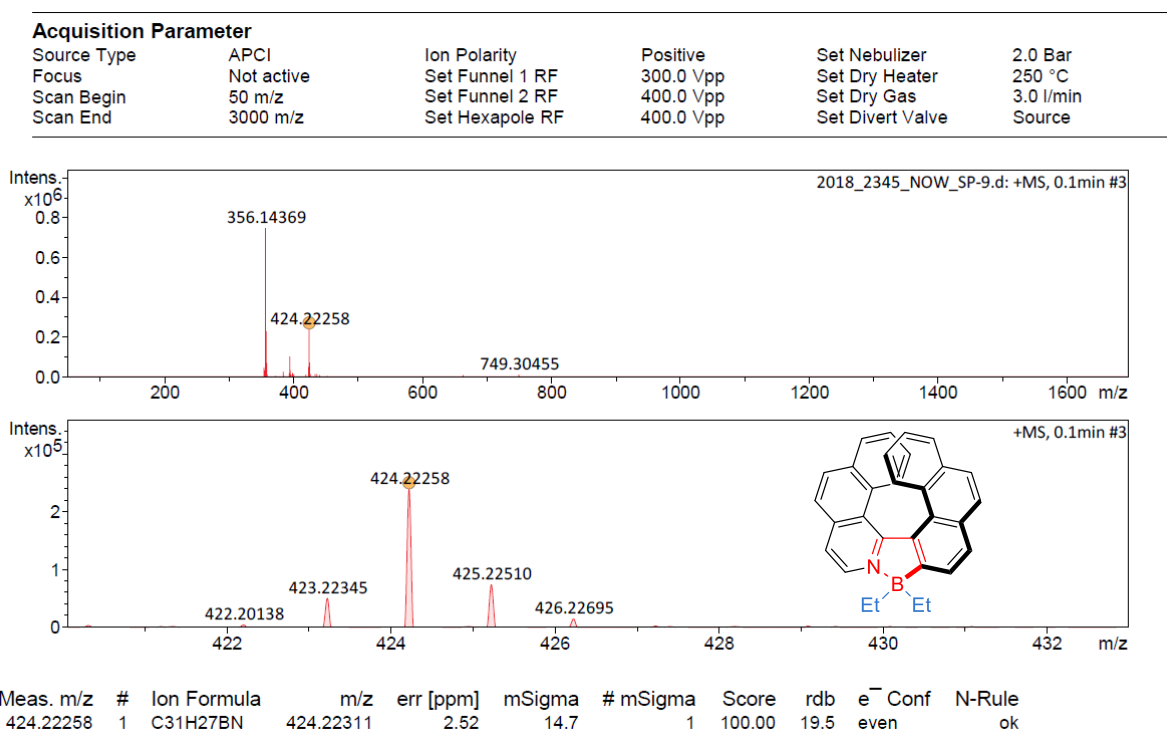 Acquisition Parameter
Source Type APCI Ion Polarity Positive Set Nebulizer 2.0 Bar
Focus Not active Set Funnel 1 RF 300.0 Vpp Set Dry Heater 250 °C
Scan Begin 50 m/z Set Funnel 2 RF 400.0 Vpp Set Dry Gas 3.0 l/min
Scan End 3000 m/z Set Hexapole RF 400.0 Vpp Set Divert Valve Source
Intens.
x10⁶
2018_2345_NOW_SP-9.d: +MS, 0.1min #3
0.8
356.14369
0.6
0.4
424.22258
0.2
749.30455
0.0
200 400 600 800 1000 1200 1400 1600 m/z
Intens.
x10⁵
+MS, 0.1min #3
424.22258
2
1
423.22345
425.22510
422.20138
426.22695
0
N
B
Et Et
422 424 426 428 430 432 m/z
Meas. m/z # Ion Formula m/z err [ppm] mSigma # mSigma Score rdb e⁻ Conf N-Rule
424.22258 1 C31H27BN 424.22311 2.52 14.7 1 100.00 19.5 even ok